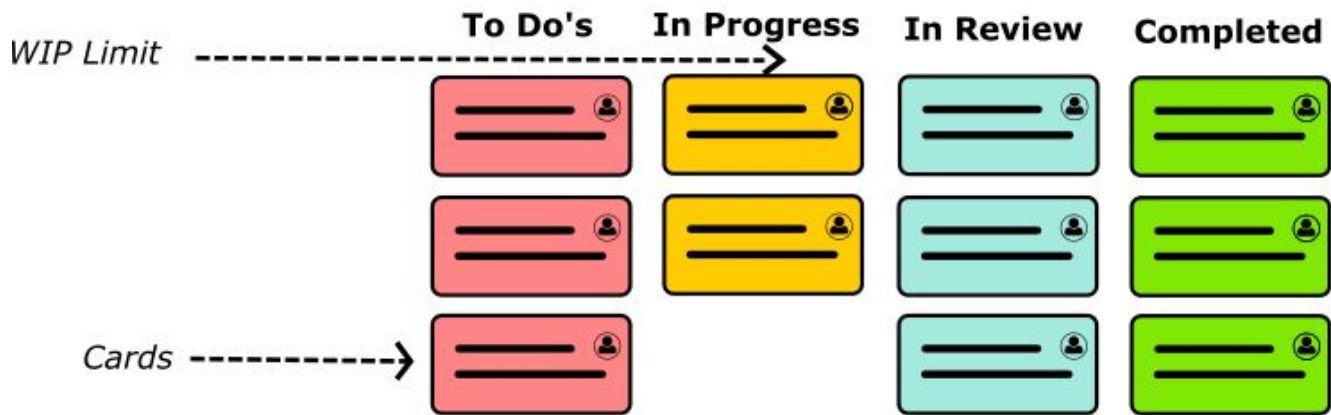 To Do's
In Progress
In Review
Completed
WIP Limit
Cards